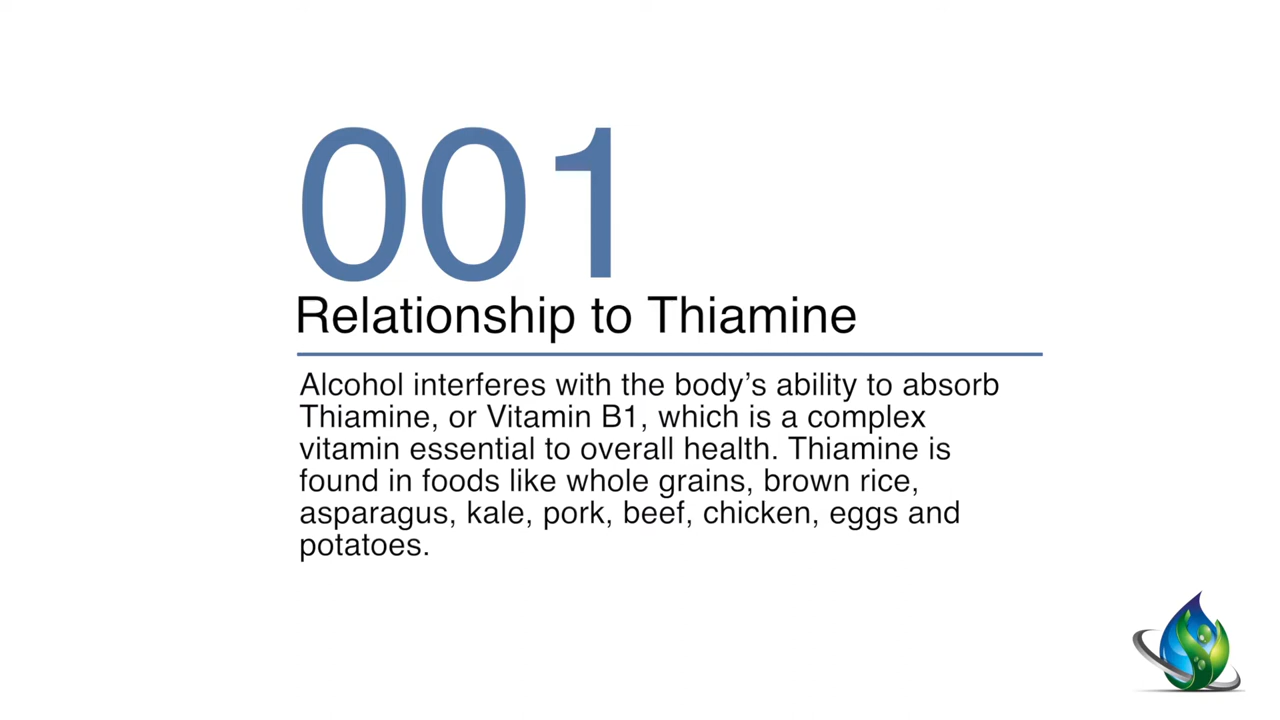 001
Relationship to Thiamine
Alcohol interferes with the body’s ability to absorb
Thiamine, or Vitamin B1, which is a complex
vitamin essential to overall health. Thiamine is
found in foods like whole grains, brown rice,
asparagus, kale, pork, beef, chicken, eggs and
potatoes.